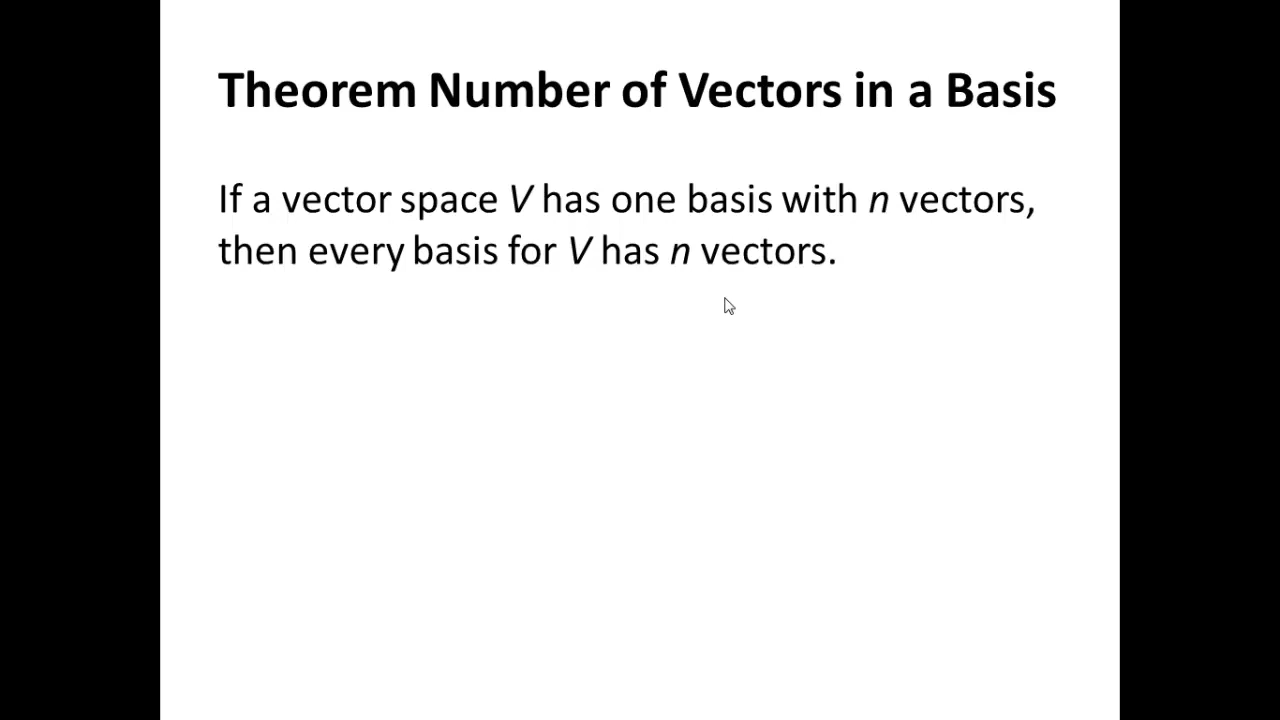 Theorem Number of Vectors in a Basis
If a vector space V has one basis with n vectors,
then every basis for V has n vectors.